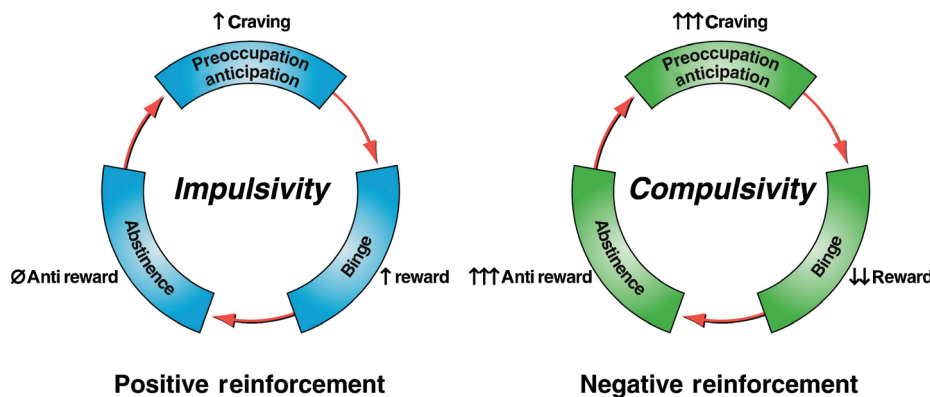 ↑ Craving
Preoccupation
anticipation
Impulsivity
Abstinence
Binge
Ø Anti reward
↑ reward
Positive reinforcement
↑↑↑ Craving
Preoccupation
anticipation
Compulsivity
Abstinence
Binge
↑↑↑ Anti reward
↓↓ Reward
Negative reinforcement